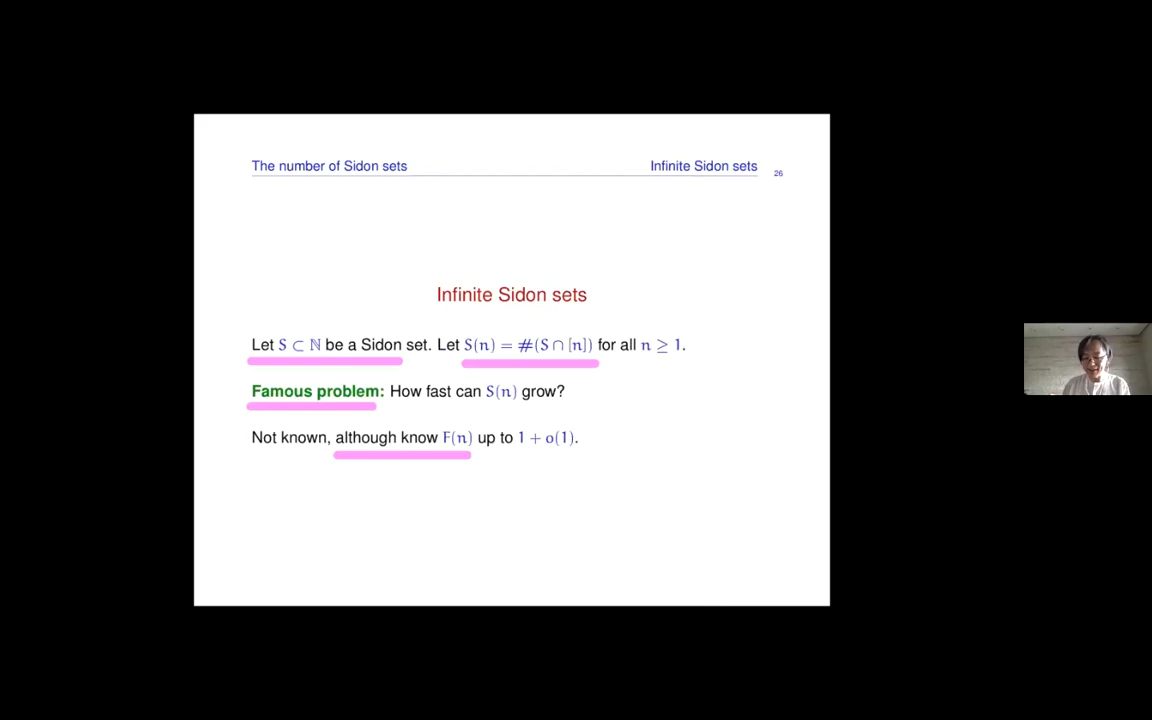 The number of Sidon sets
Infinite Sidon sets
26
Infinite Sidon sets
Let S ⊂ ℕ be a Sidon set. Let S(n) = #(S ∩ [n]) for all n ≥ 1.
Famous problem: How fast can S(n) grow?
Not known, although know F(n) up to 1 + o(1).